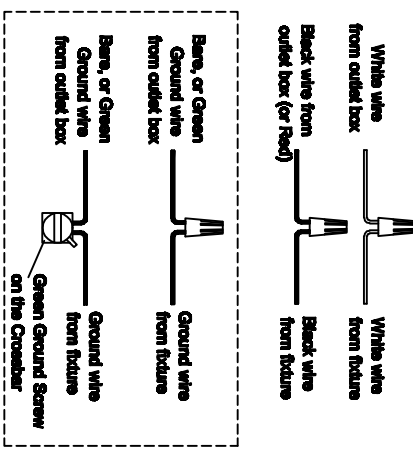 White wire
from outlet box
White wire
from fixture
Black wire from
outlet box (or Red)
Black wire
from fixture
Bare, or Green
Ground wire
from outlet box
Ground wire
from fixture
Bare, or Green
Ground wire
from outlet box
Ground wire
from fixture
Green Ground Screw
on the Crossbar